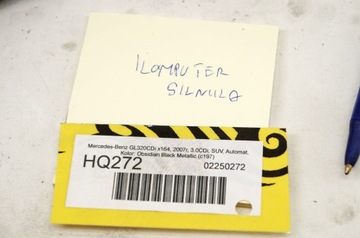 KOMPUTER
SILNIKA
Mercedes-Benz GL320CDi x164, 2007r, 3.0CDi, SUV, Automat,
Kolor: Obsidian Black Metallic (c197)
HQ272
02250272